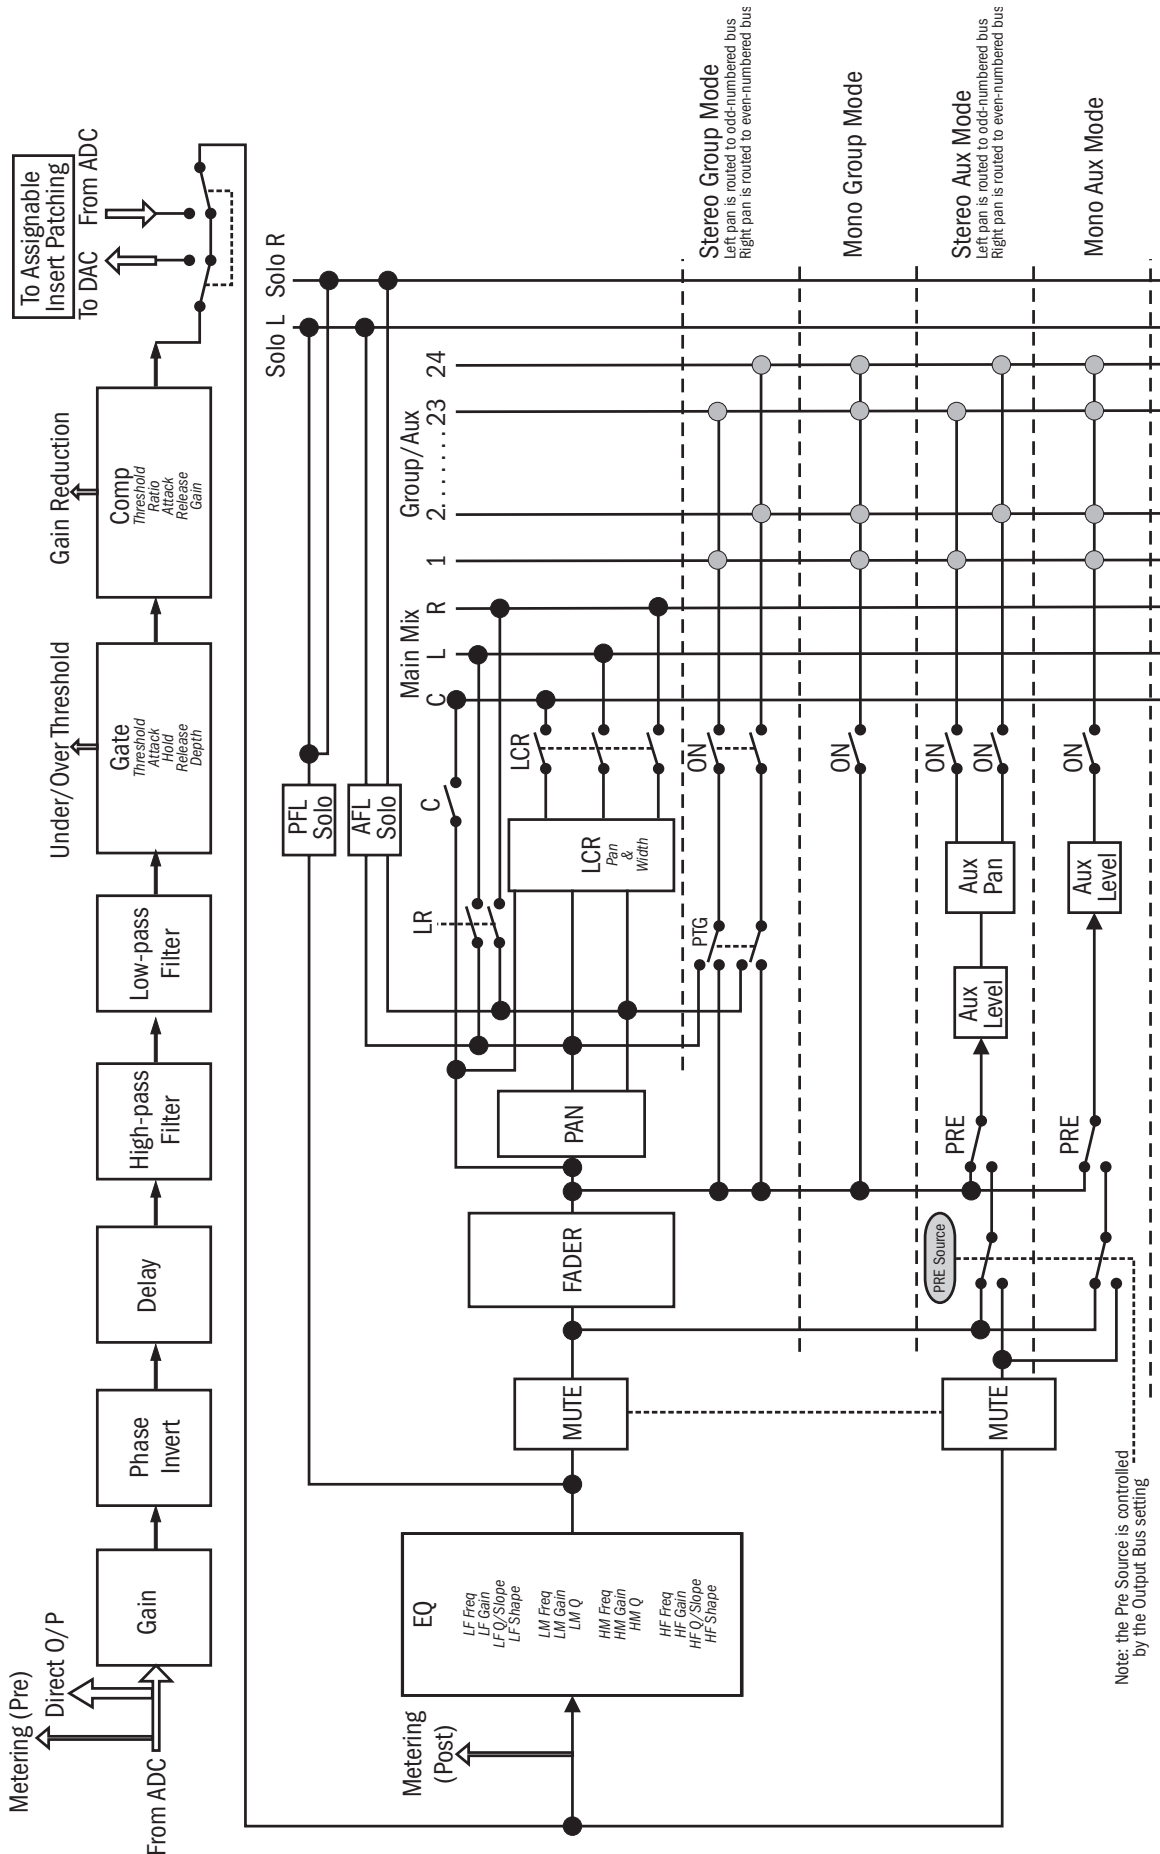 Metering (Pre)
Direct O/P
From ADC
Gain
Phase
Invert
Delay
High-pass
Filter
Low-pass
Filter
Under/Over Threshold
Gate
Threshold
Attack
Hold
Release
Depth
Gain Reduction
Comp
Threshold
Ratio
Attack
Release
Gain
To Assignable
Insert Patching
To DAC
From ADC
Metering
(Post)
EQ
LF Freq
LF Gain
LF Q/Slope
LF Shape
LM Freq
LM Gain
LM Q
HM Freq
HM Gain
HM Q
HF Freq
HF Gain
HF Q/Slope
HF Shape
MUTE
FADER
PAN
PFL
Solo
AFL
Solo
LR
C
LCR
Pan
&
Width
LCR
Solo L
Solo R
Main Mix
C
L
R
Group/Aux
1
2........23
24
PTG
ON
Stereo Group Mode
Left pan is routed to odd-numbered bus
Right pan is routed to even-numbered bus
ON
Mono Group Mode
MUTE
PRE Source
PRE
Aux
Level
Aux
Pan
ON
ON
Stereo Aux Mode
Left pan is routed to odd-numbered bus
Right pan is routed to even-numbered bus
PRE
Aux
Level
ON
Mono Aux Mode
Note: the Pre Source is controlled
by the Output Bus setting